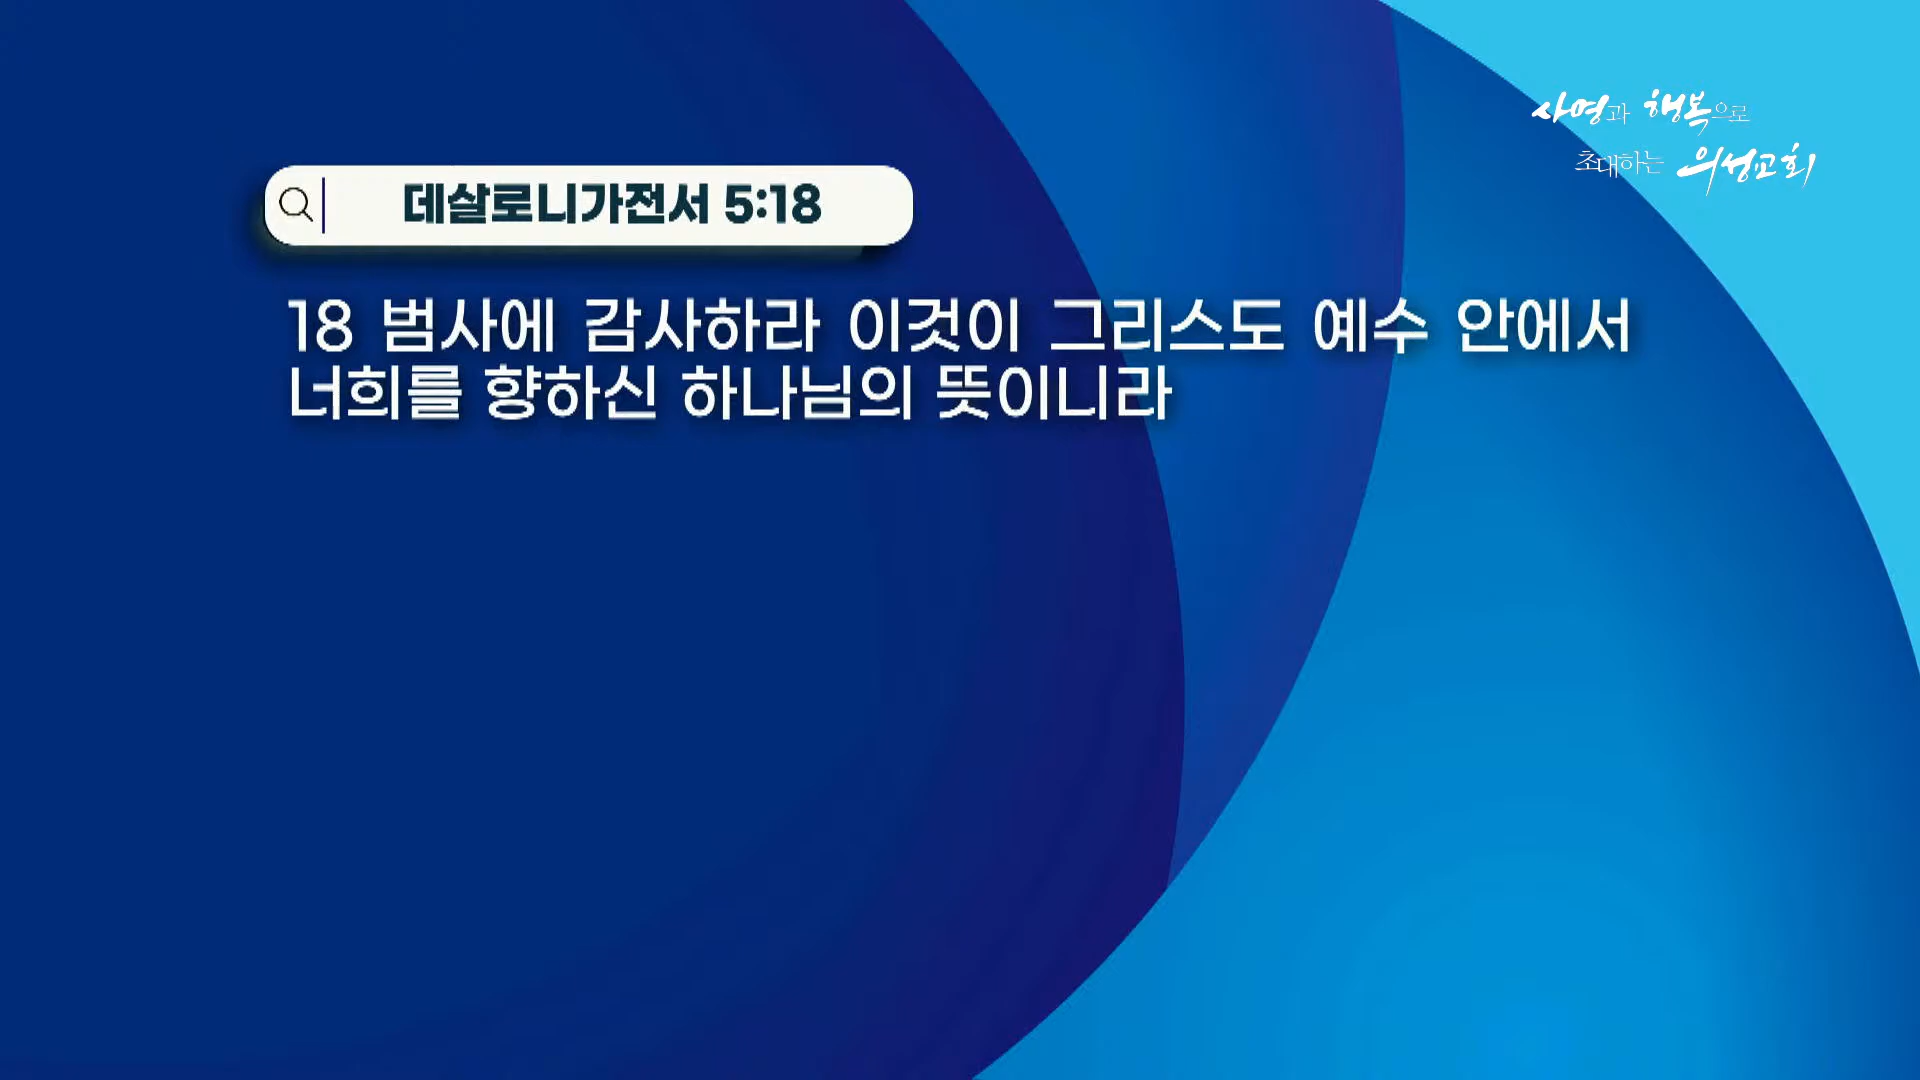 사명과 행복으로
초대하는 의성교회
데살로니가전서 5:18
18 범사에 감사하라 이것이 그리스도 예수 안에서
너희를 향하신 하나님의 뜻이니라